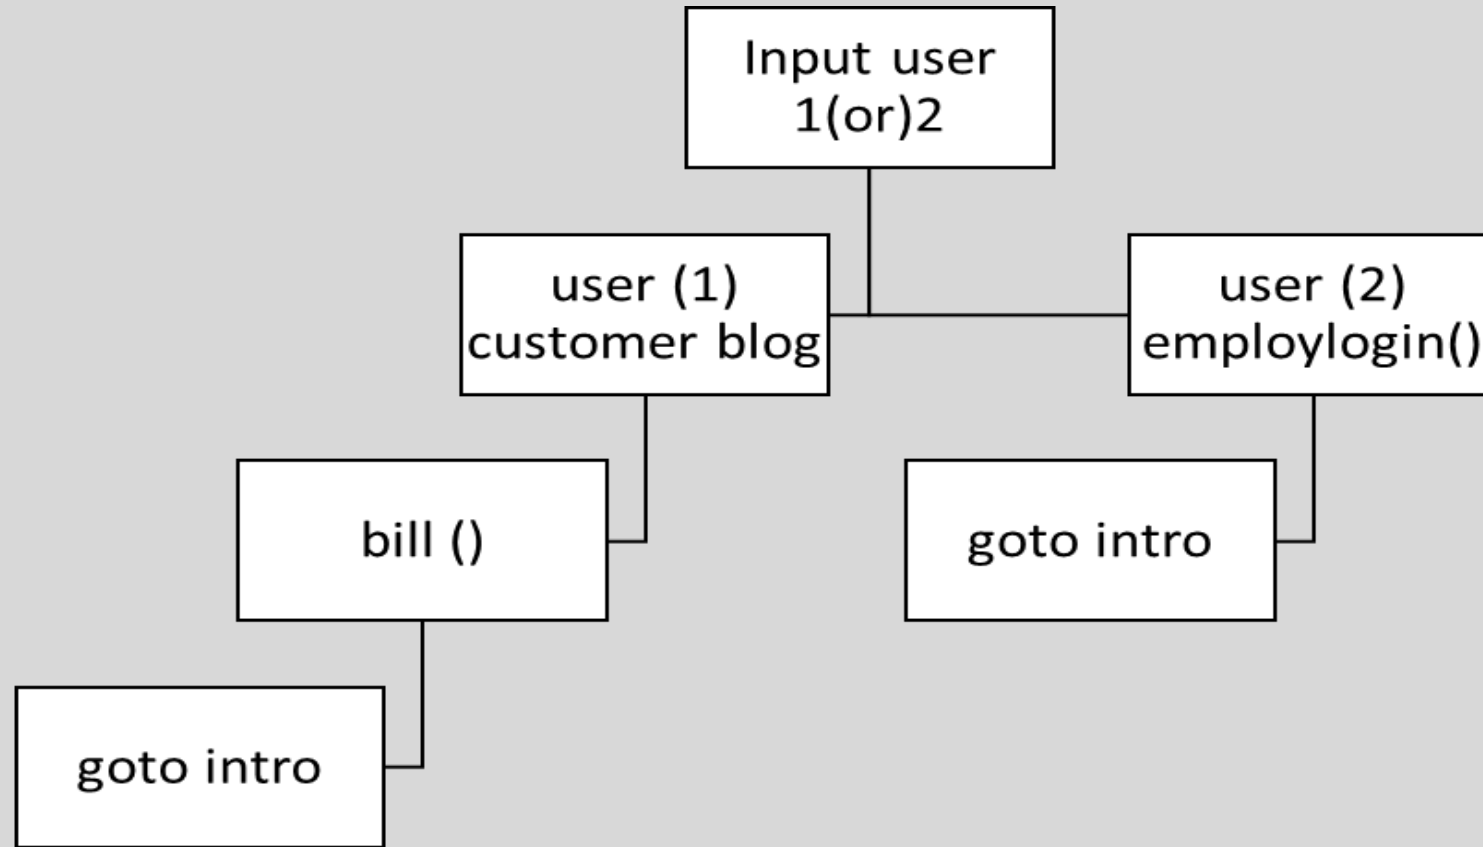 Input user
1(or)2
user (1)
customer blog
user (2)
employlogin()
bill ()
goto intro
goto intro